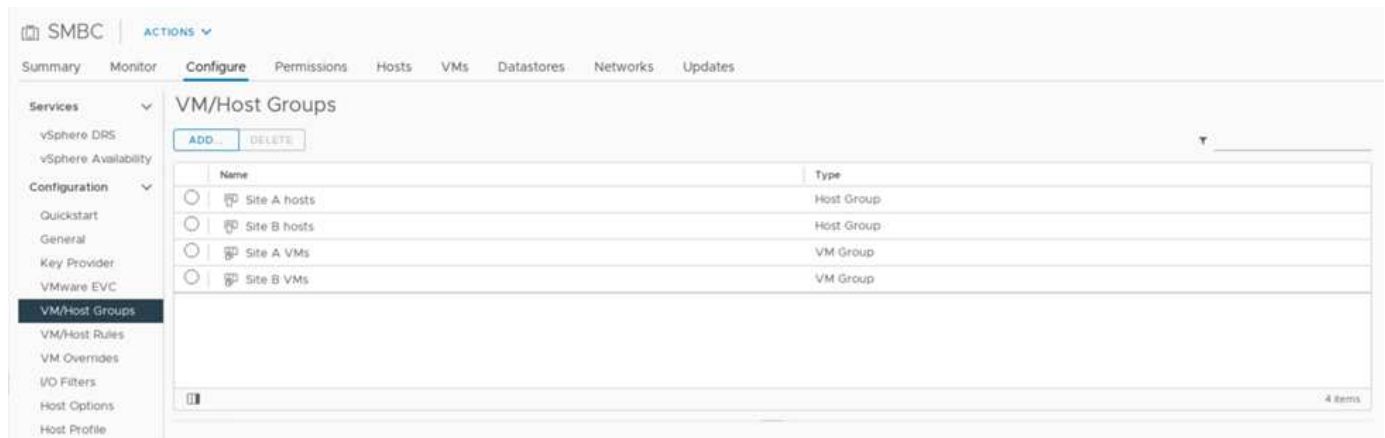 SMBC ACTIONS
Summary Monitor Configure Permissions Hosts VMs Datastores Networks Updates
Services
vSphere DRS
vSphere Availability
Configuration
Quickstart
General
Key Provider
VMware EVC
VM/Host Groups
VM/Host Rules
VM Overrides
I/O Filters
Host Options
Host Profile
VM/Host Groups
ADD... DELETE
Name Type
Site A hosts Host Group
Site B hosts Host Group
Site A VMs VM Group
Site B VMs VM Group
4 items